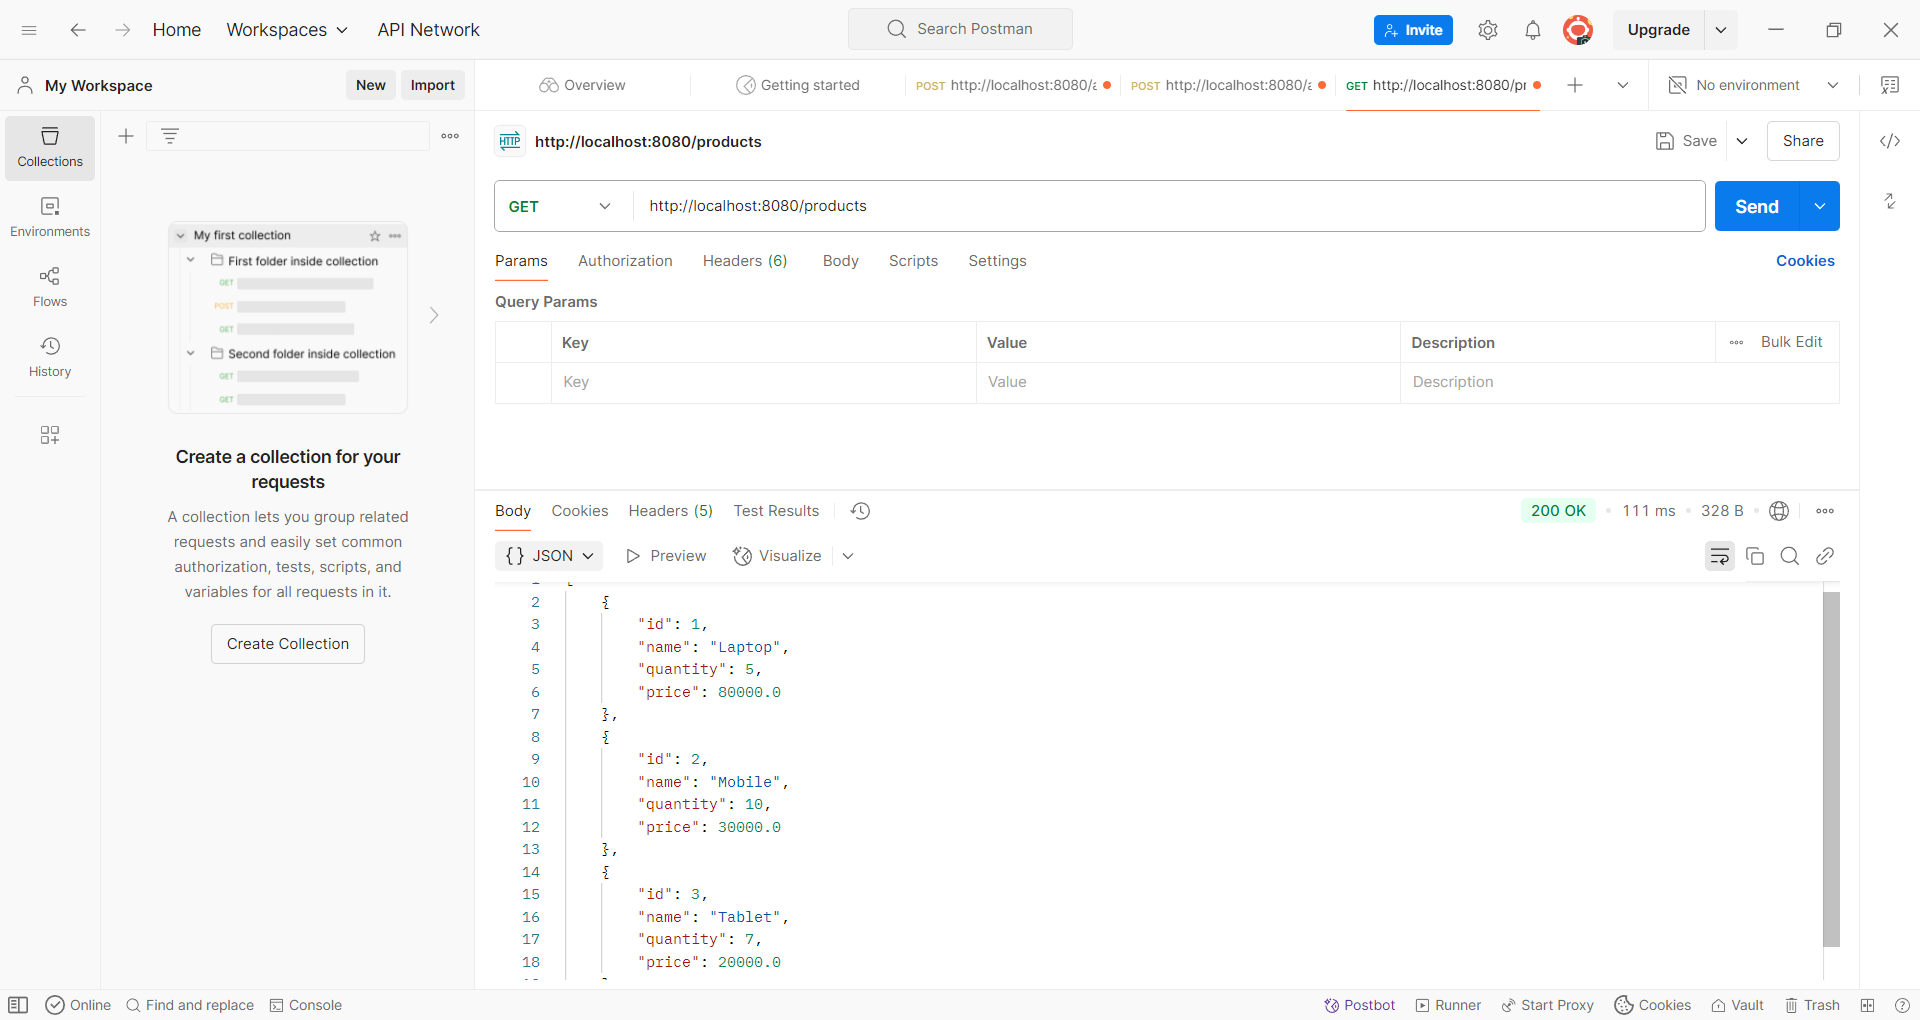 Home Workspaces API Network Search Postman Invite Upgrade
My Workspace New Import Overview Getting started POST http://localhost:8080/a POST http://localhost:8080/a GET http://localhost:8080/pr No environment
Collections
Environments
Flows
History
My first collection
First folder inside collection
GET
POST
GET
Second folder inside collection
GET
GET
Create a collection for your
requests
A collection lets you group related
requests and easily set common
authorization, tests, scripts, and
variables for all requests in it.
Create Collection
HTTP http://localhost:8080/products Save Share
GET http://localhost:8080/products Send
Params Authorization Headers (6) Body Scripts Settings Cookies
Query Params
Key Value Description Bulk Edit
Key Value Description
Body Cookies Headers (5) Test Results 200 OK 111 ms 328 B
{} JSON Preview Visualize
2 {
3 "id": 1,
4 "name": "Laptop",
5 "quantity": 5,
6 "price": 80000.0
7 },
8 {
9 "id": 2,
10 "name": "Mobile",
11 "quantity": 10,
12 "price": 30000.0
13 },
14 {
15 "id": 3,
16 "name": "Tablet",
17 "quantity": 7,
18 "price": 20000.0
Online Find and replace Console Postbot Runner Start Proxy Cookies Vault Trash